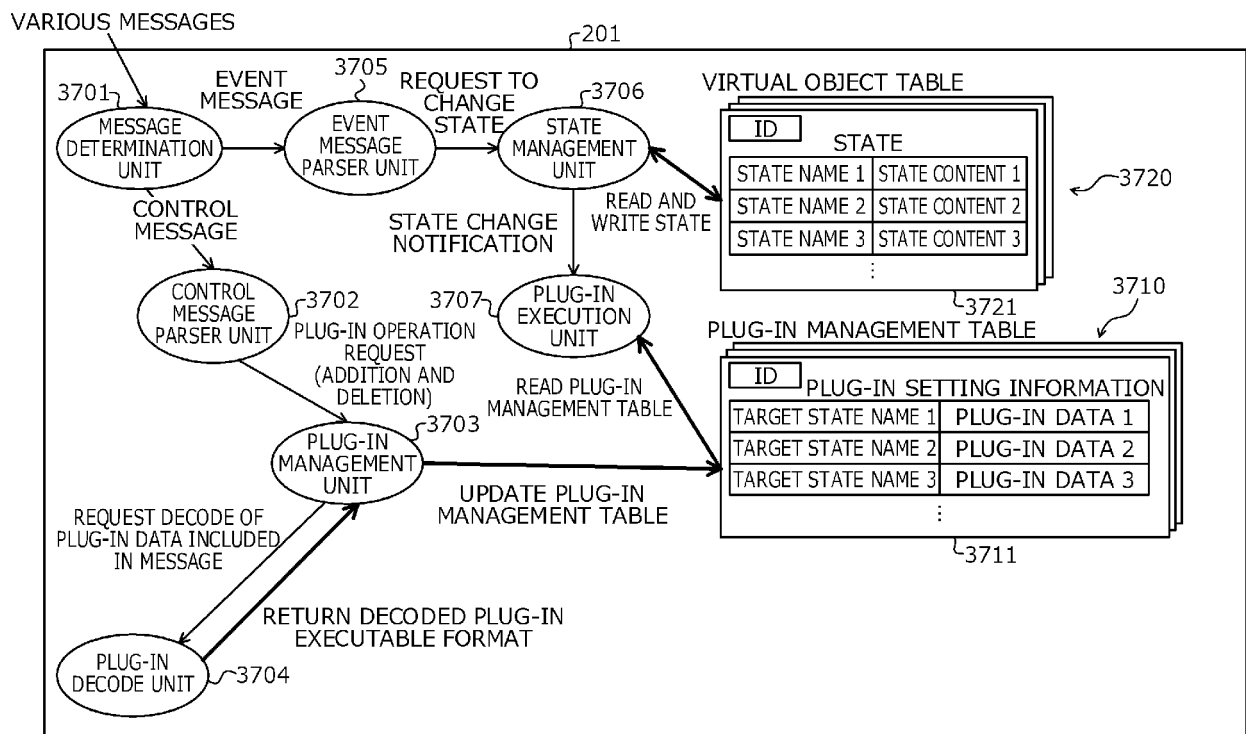 VARIOUS MESSAGES
201
3701
MESSAGE
DETERMINATION
UNIT
EVENT
MESSAGE
3705
EVENT
MESSAGE
PARSER UNIT
REQUEST TO
CHANGE
STATE
3706
STATE
MANAGEMENT
UNIT
READ AND
WRITE STATE
VIRTUAL OBJECT TABLE
ID
STATE
STATE NAME 1 STATE CONTENT 1
STATE NAME 2 STATE CONTENT 2
STATE NAME 3 STATE CONTENT 3
⋮
3720
3721
CONTROL
MESSAGE
STATE CHANGE
NOTIFICATION
CONTROL
MESSAGE
PARSER UNIT
3702
3707
PLUG-IN
EXECUTION
UNIT
PLUG-IN OPERATION
REQUEST
(ADDITION AND
DELETION)
READ PLUG-IN
MANAGEMENT TABLE
3710
PLUG-IN MANAGEMENT TABLE
ID
PLUG-IN SETTING INFORMATION
TARGET STATE NAME 1 PLUG-IN DATA 1
TARGET STATE NAME 2 PLUG-IN DATA 2
TARGET STATE NAME 3 PLUG-IN DATA 3
⋮
3711
3703
PLUG-IN
MANAGEMENT
UNIT
UPDATE PLUG-IN
MANAGEMENT TABLE
REQUEST DECODE OF
PLUG-IN DATA INCLUDED
IN MESSAGE
RETURN DECODED PLUG-IN
EXECUTABLE FORMAT
PLUG-IN
DECODE UNIT
3704